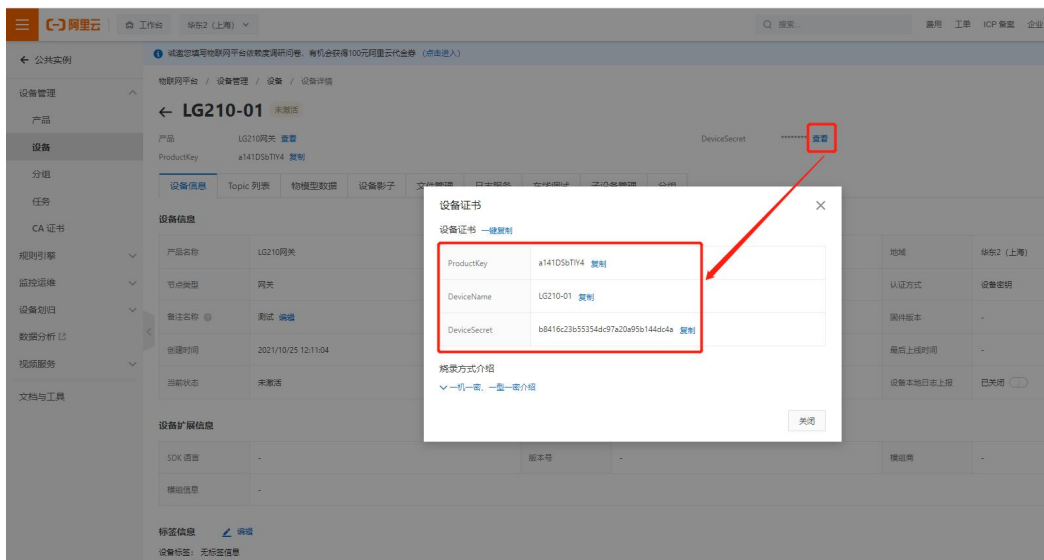 阿里云 工作台 华东2（上海） 搜索... 费用 工单 ICP 备案 企业
公共实例
诚邀您填写物联网平台依赖度调研问卷，有机会获得100元阿里云代金券（点击进入）
物联网平台 / 设备管理 / 设备 / 设备详情
LG210-01 未激活
产品 LG210网关 查看
DeviceSecret ******** 查看
ProductKey a141DSbTlY4 复制
设备信息 Topic 列表 物模型数据 设备影子 文件管理 日志服务 在线调试 子设备管理 分组
设备管理
产品
设备
分组
任务
CA 证书
规则引擎
监控运维
设备划归
数据分析
视频服务
文档与工具
设备信息
产品名称 LG210网关 地域 华东2（上海）
节点类型 网关 认证方式 设备密钥
备注名称 测试 编辑 固件版本 -
创建时间 2021/10/25 12:11:04 最后上线时间 -
当前状态 未激活 设备本地日志上报 已关闭
设备扩展信息
SDK 语言 - 版本号 - 模组商 -
模组信息 -
标签信息 编辑
设备标签：无标签信息
设备证书
设备证书 一键复制
ProductKey a141DSbTlY4 复制
DeviceName LG210-01 复制
DeviceSecret b8416c23b55354dc97a20a95b144dc4a 复制
烧录方式介绍
一机一密、一型一密介绍
关闭